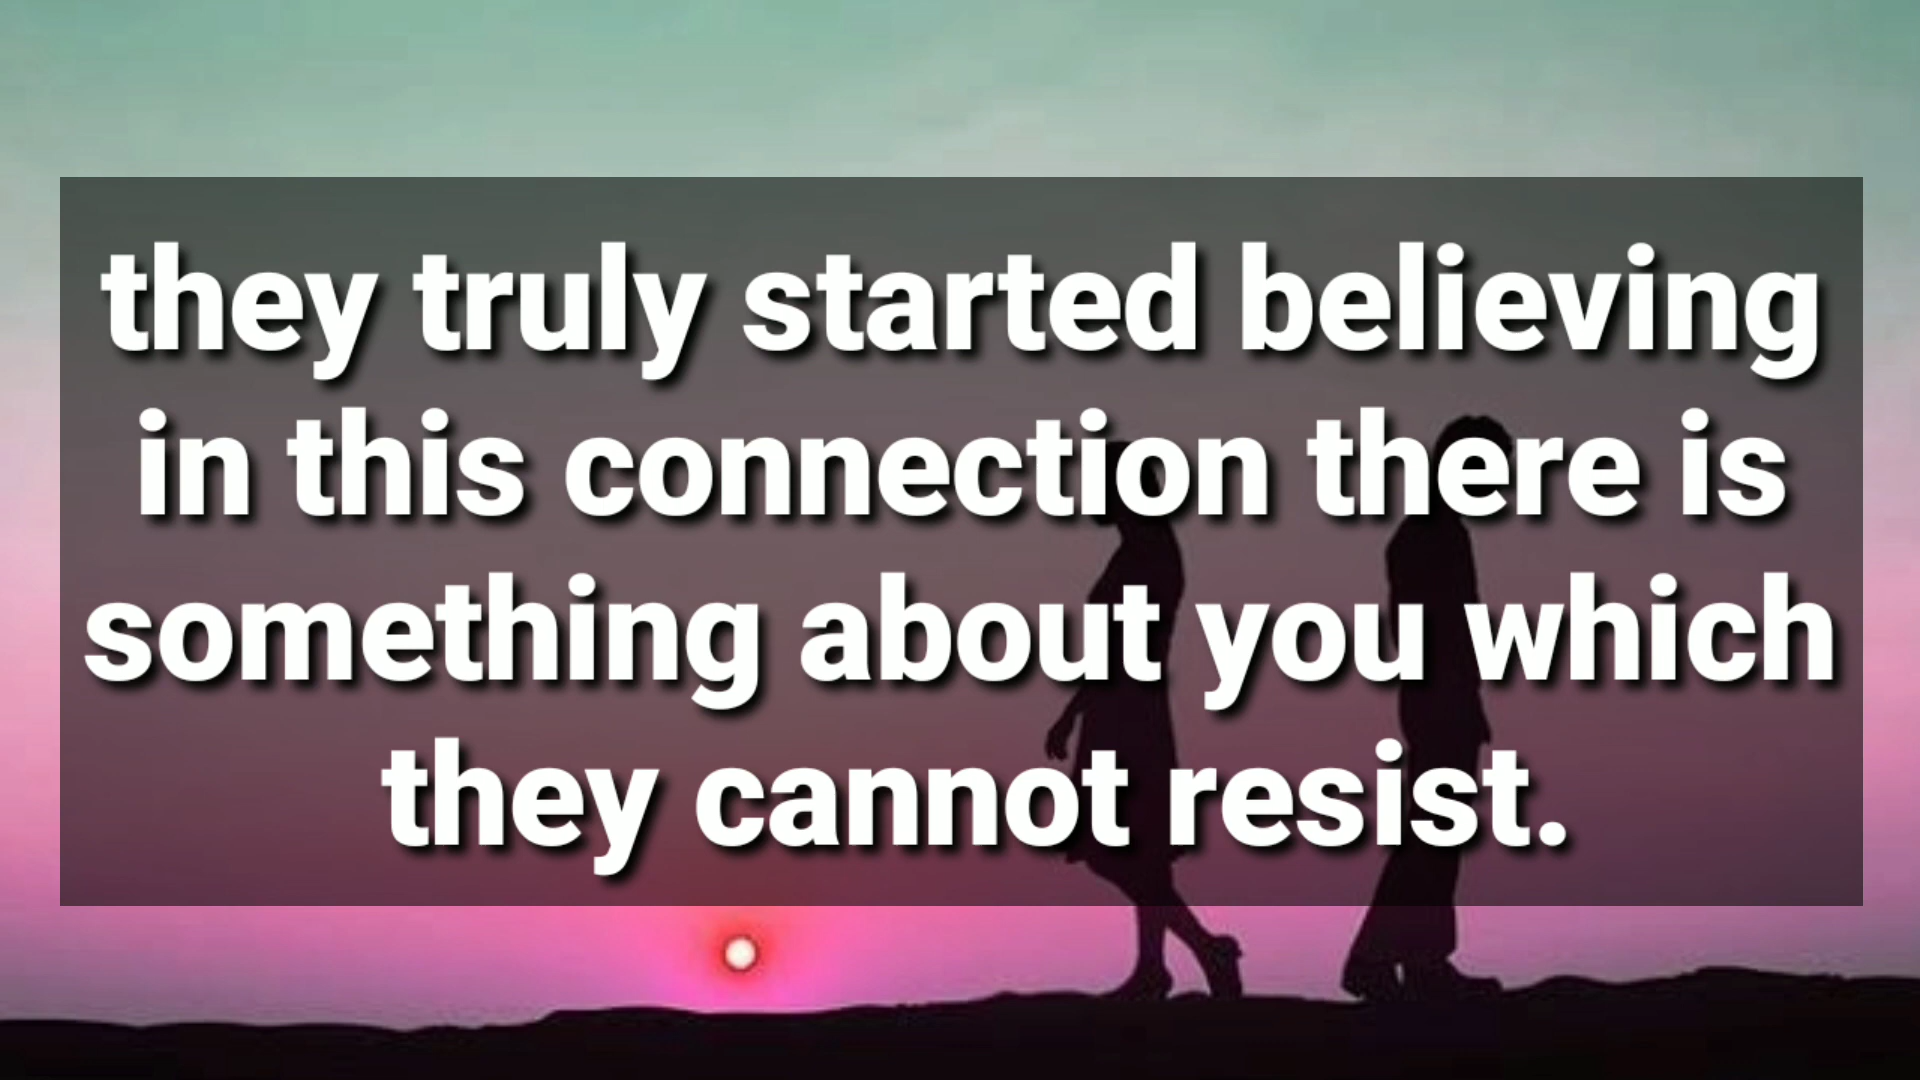 they truly started believing
in this connection there is
something about you which
they cannot resist.